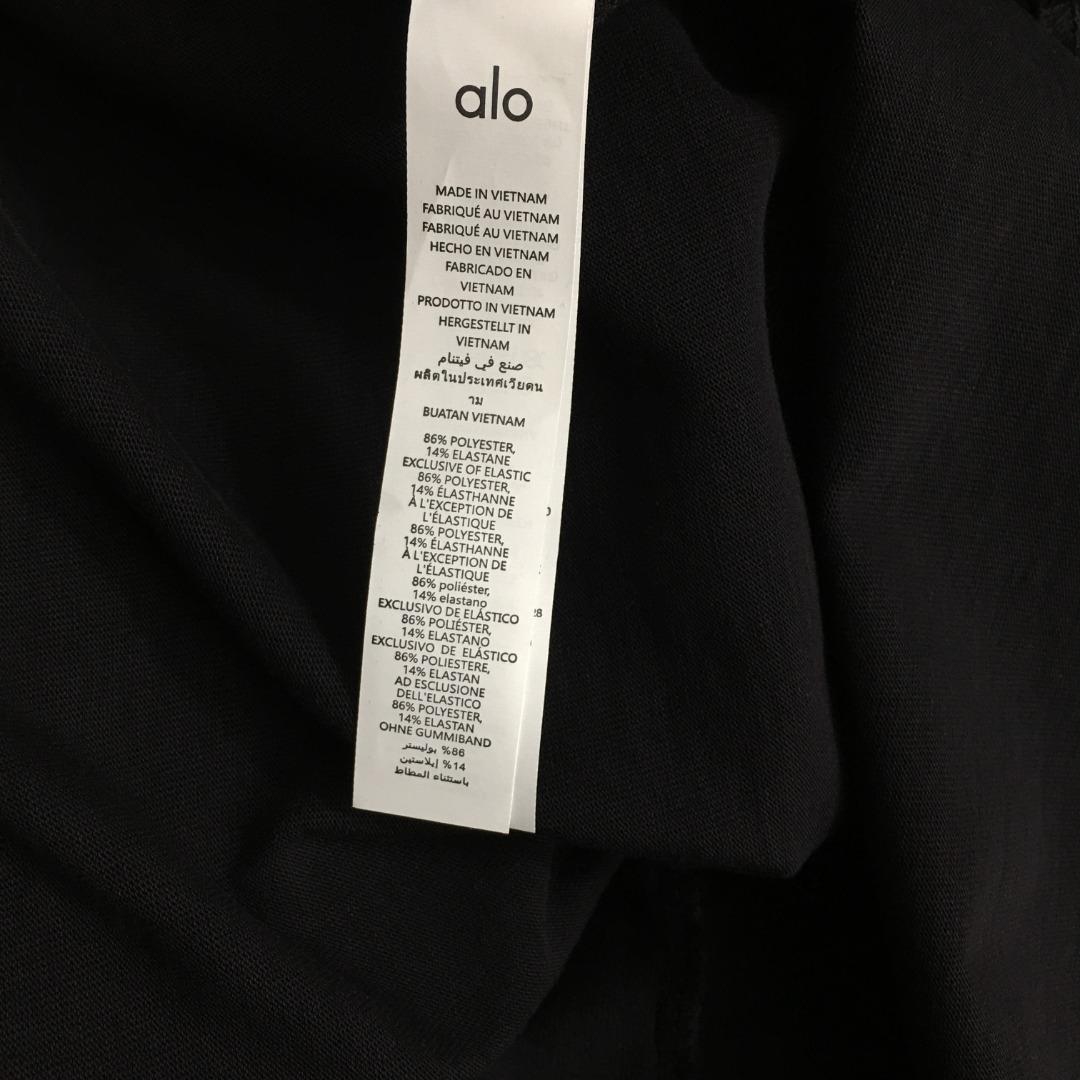 alo
MADE IN VIETNAM
FABRIQUÉ AU VIETNAM
FABRIQUÉ AU VIETNAM
HECHO EN VIETNAM
FABRICADO EN
VIETNAM
PRODOTTO IN VIETNAM
HERGESTELLT IN
VIETNAM
صنع في فيتنام
ผลิตในประเทศเวียดน
าม
BUATAN VIETNAM
86% POLYESTER,
14% ELASTANE
EXCLUSIVE OF ELASTIC
86% POLYESTER,
14% ÉLASTHANNE
À L'EXCEPTION DE
L'ÉLASTIQUE
86% POLYESTER,
14% ÉLASTHANNE
À L'EXCEPTION DE
L'ÉLASTIQUE
86% poliéster,
14% elastano
EXCLUSIVO DE ELÁSTICO
86% POLIÉSTER,
14% ELASTANO
EXCLUSIVO DE ELÁSTICO
86% POLIESTERE,
14% ELASTAN
AD ESCLUSIONE
DELL'ELASTICO
86% POLYESTER,
14% ELASTAN
OHNE GUMMIBAND
86% بوليستر
14% إيلاستين
باستثناء المطاط